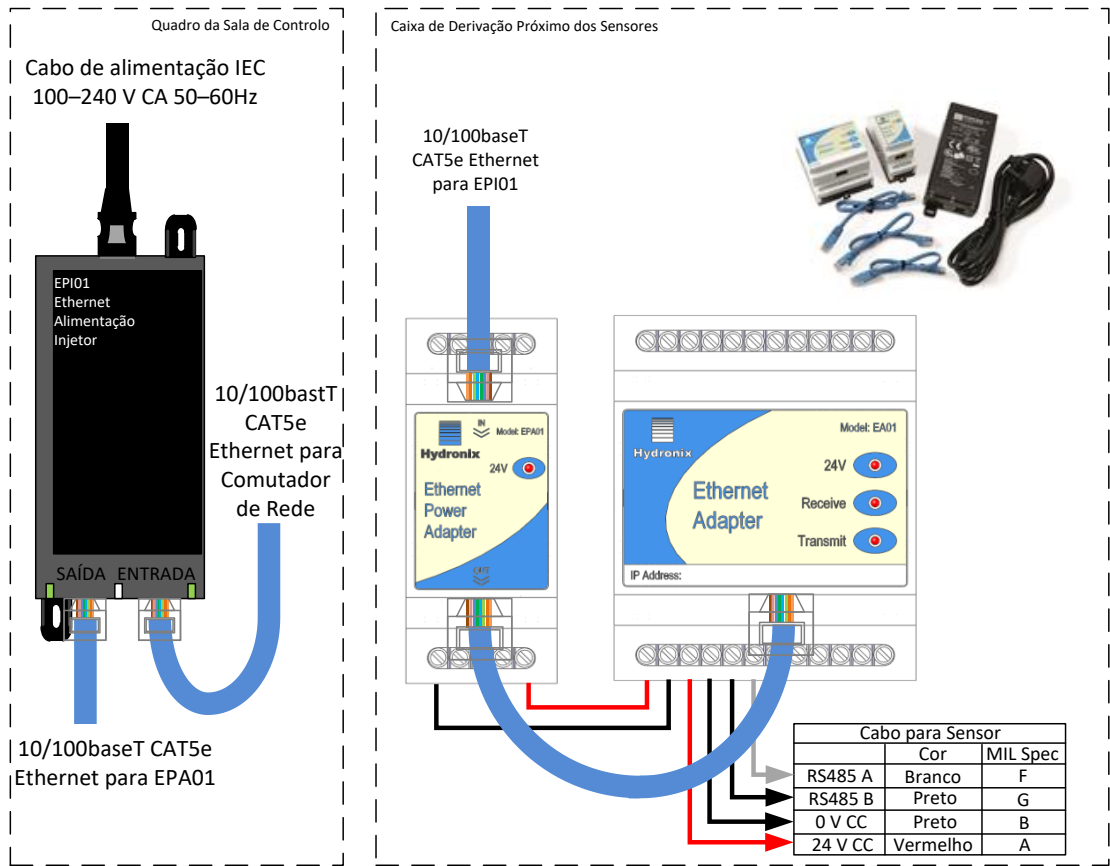 Quadro da Sala de Controlo
Cabo de alimentação IEC
100–240 V CA 50–60Hz
EPI01
Ethernet
Alimentação
Injetor
10/100bastT
CAT5e
Ethernet para
Comutador
de Rede
SAÍDA ENTRADA
10/100baseT CAT5e
Ethernet para EPA01
Caixa de Derivação Próximo dos Sensores
10/100baseT
CAT5e Ethernet
para EPI01
IN
Model: EPA01
Hydronix
24V
Ethernet
Power
Adapter
OUT
Model: EA01
Hydronix
24V
Ethernet
Adapter
Receive
Transmit
IP Address:
Cabo para Sensor
Cor MIL Spec
RS485 A Branco F
RS485 B Preto G
0 V CC Preto B
24 V CC Vermelho A